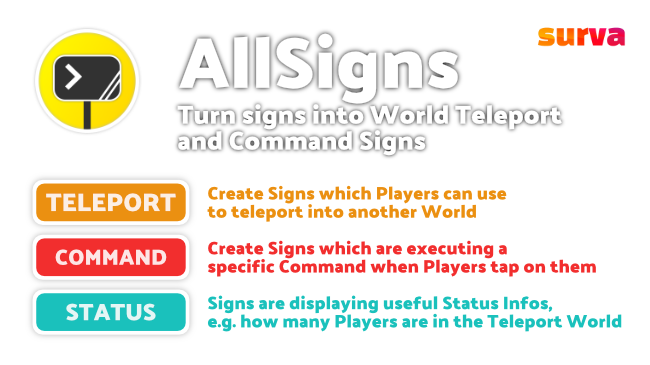 surva
AllSigns
Turn signs into World Teleport
and Command Signs
TELEPORT
Create Signs which Players can use
to teleport into another World
COMMAND
Create Signs which are executing a
specific Command when Players tap on them
STATUS
Signs are displaying useful Status Infos,
e.g. how many Players are in the Teleport World